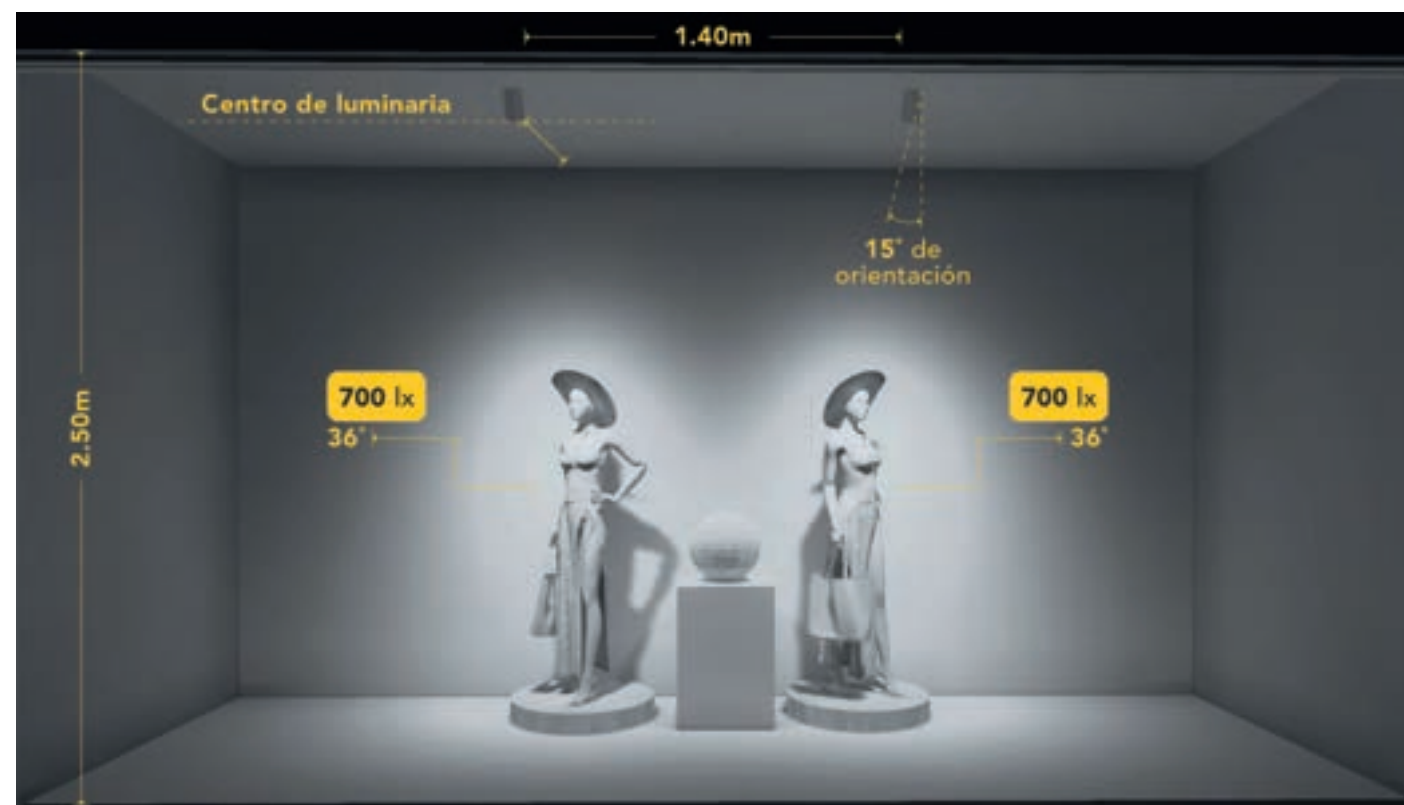 1.40m
Centro de luminaria
15° de
orientación
700 lx
36°
700 lx
36°
2.50m